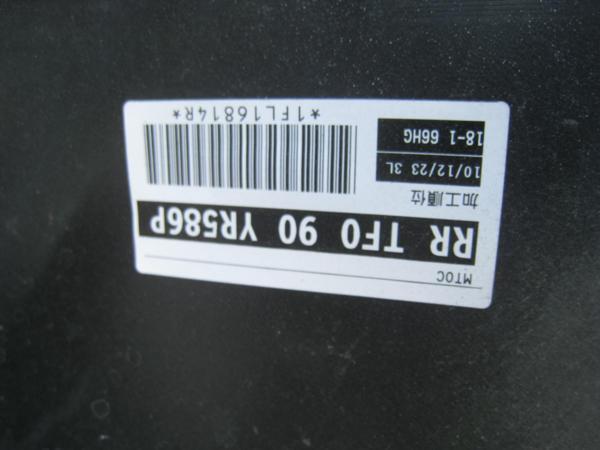 MTOC
RR TF0 90 YR586P
加工順位
10/12/23 3L
18-1 66HG
*1FL16814R*